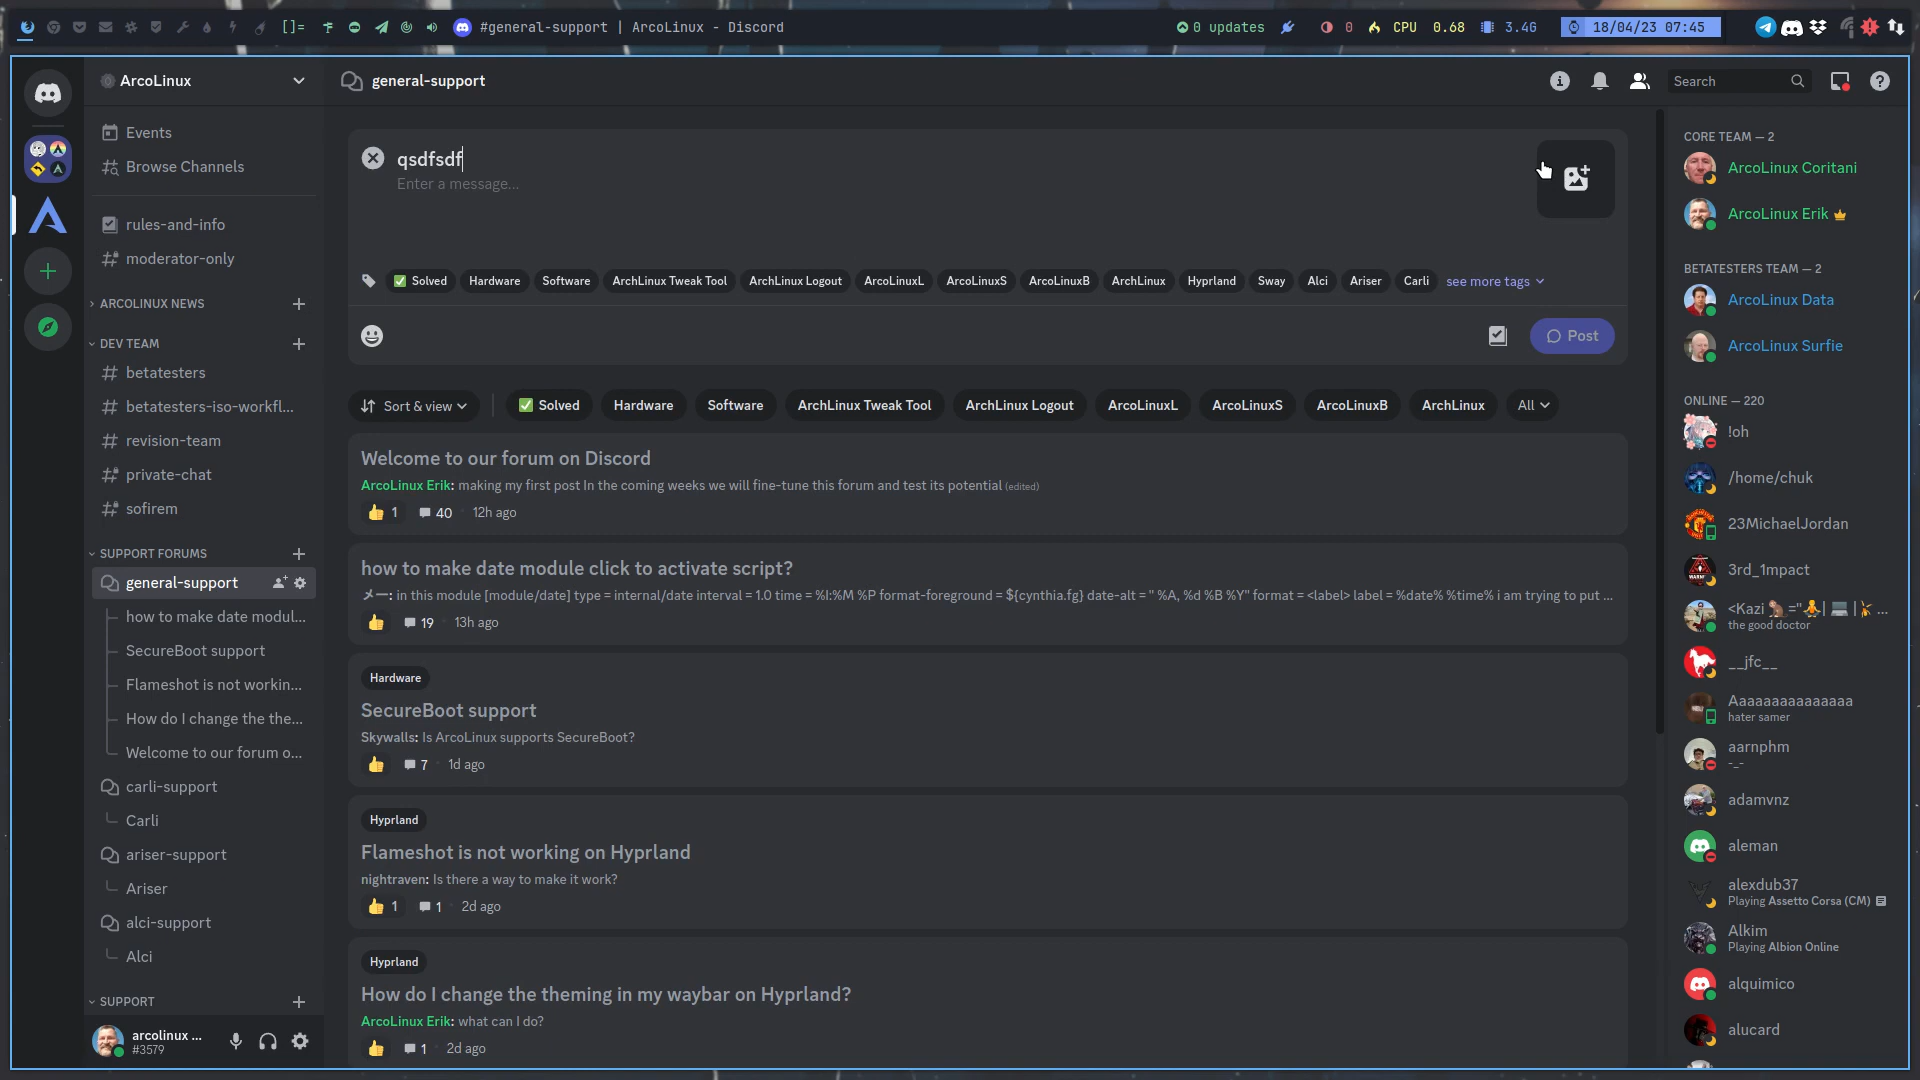 []= #general-support | ArcoLinux - Discord 0 updates 0 CPU 0.68 3.4G 18/04/23 07:45
ArcoLinux
general-support
Search
Events
Browse Channels
rules-and-info
moderator-only
ARCOLINUX NEWS
DEV TEAM
betatesters
betatesters-iso-workfl...
revision-team
private-chat
sofirem
SUPPORT FORUMS
general-support
how to make date modul...
SecureBoot support
Flameshot is not workin...
How do I change the the...
Welcome to our forum o...
carli-support
Carli
ariser-support
Ariser
alci-support
Alci
SUPPORT
arcolinux ...
#3579
qsdfsdf
Enter a message...
✅ Solved Hardware Software ArchLinux Tweak Tool ArchLinux Logout ArcoLinuxL ArcoLinuxS ArcoLinuxB ArchLinux Hyprland Sway Alci Ariser Carli see more tags
Post
Sort & view ✅ Solved Hardware Software ArchLinux Tweak Tool ArchLinux Logout ArcoLinuxL ArcoLinuxS ArcoLinuxB ArchLinux All
Welcome to our forum on Discord
ArcoLinux Erik: making my first post In the coming weeks we will fine-tune this forum and test its potential (edited)
👍 1 40 · 12h ago
how to make date module click to activate script?
メー: in this module [module/date] type = internal/date interval = 1.0 time = %I:%M %P format-foreground = ${cynthia.fg} date-alt = " %A, %d %B %Y" format = <label> label = %date% %time% i am trying to put ...
👍 19 · 13h ago
Hardware
SecureBoot support
Skywalls: Is ArcoLinux supports SecureBoot?
👍 7 · 1d ago
Hyprland
Flameshot is not working on Hyprland
nightraven: Is there a way to make it work?
👍 1 1 · 2d ago
Hyprland
How do I change the theming in my waybar on Hyprland?
ArcoLinux Erik: what can I do?
👍 1 · 2d ago
CORE TEAM — 2
ArcoLinux Coritani
ArcoLinux Erik
BETATESTERS TEAM — 2
ArcoLinux Data
ArcoLinux Surfie
ONLINE — 220
!oh
/home/chuk
23MichaelJordan
3rd_1mpact
<Kazi ="| | ...
the good doctor
__jfc__
Aaaaaaaaaaaaaaa
hater samer
aarnphm
-_-
adamvnz
aleman
alexdub37
Playing Assetto Corsa (CM)
Alkim
Playing Albion Online
alquimico
alucard